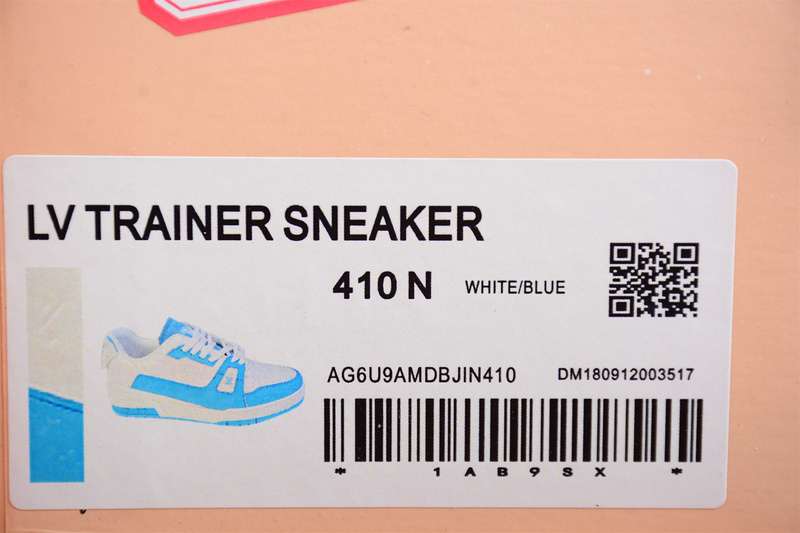 LV TRAINER SNEAKER
410 N WHITE/BLUE
AG6U9AMDBJIN410 DM180912003517
* 1AB9SX *